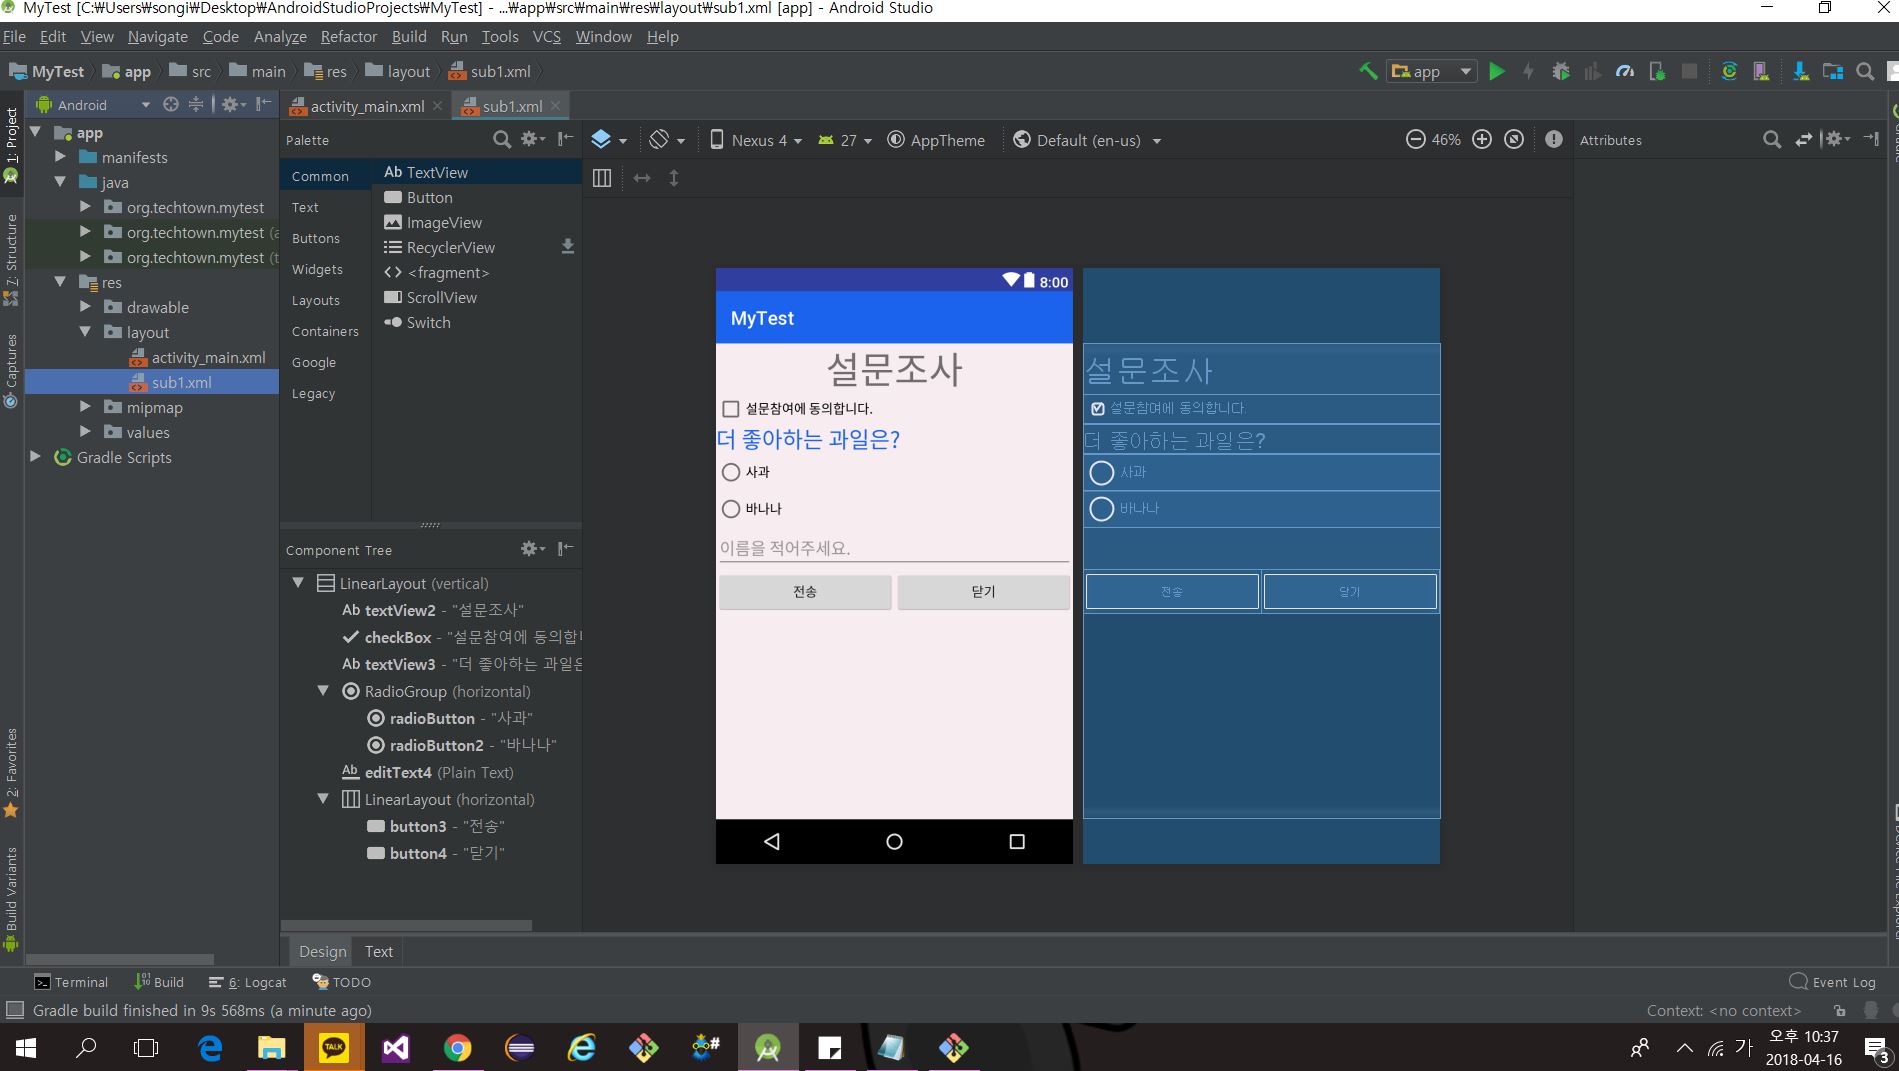 MyTest [C:₩Users₩songi₩Desktop₩AndroidStudioProjects₩MyTest] - ...₩app₩src₩main₩res₩layout₩sub1.xml [app] - Android Studio
File Edit View Navigate Code Analyze Refactor Build Run Tools VCS Window Help
MyTest app src main res layout sub1.xml
app
Android
activity_main.xml
sub1.xml
1: Project
7: Structure
Captures
2: Favorites
Build Variants
app
manifests
java
org.techtown.mytest
org.techtown.mytest (a
org.techtown.mytest (t
res
drawable
layout
activity_main.xml
sub1.xml
mipmap
values
Gradle Scripts
Palette
Common
Text
Buttons
Widgets
Layouts
Containers
Google
Legacy
Ab TextView
Button
ImageView
RecyclerView
<fragment>
ScrollView
Switch
Nexus 4
27
AppTheme
Default (en-us)
46%
Attributes
Component Tree
LinearLayout (vertical)
Ab textView2 - "설문조사"
checkBox - "설문참여에 동의합니
Ab textView3 - "더 좋아하는 과일은
RadioGroup (horizontal)
radioButton - "사과"
radioButton2 - "바나나"
Ab editText4 (Plain Text)
LinearLayout (horizontal)
button3 - "전송"
button4 - "닫기"
8:00
MyTest
설문조사
설문참여에 동의합니다.
더 좋아하는 과일은?
사과
바나나
이름을 적어주세요.
전송 닫기
설문조사
설문참여에 동의합니다.
더 좋아하는 과일은?
사과
바나나
전송 닫기
Design Text
Terminal Build 6: Logcat TODO
Event Log
Gradle build finished in 9s 568ms (a minute ago)
Context: <no context>
TALK
가
오후 10:37
2018-04-16
3